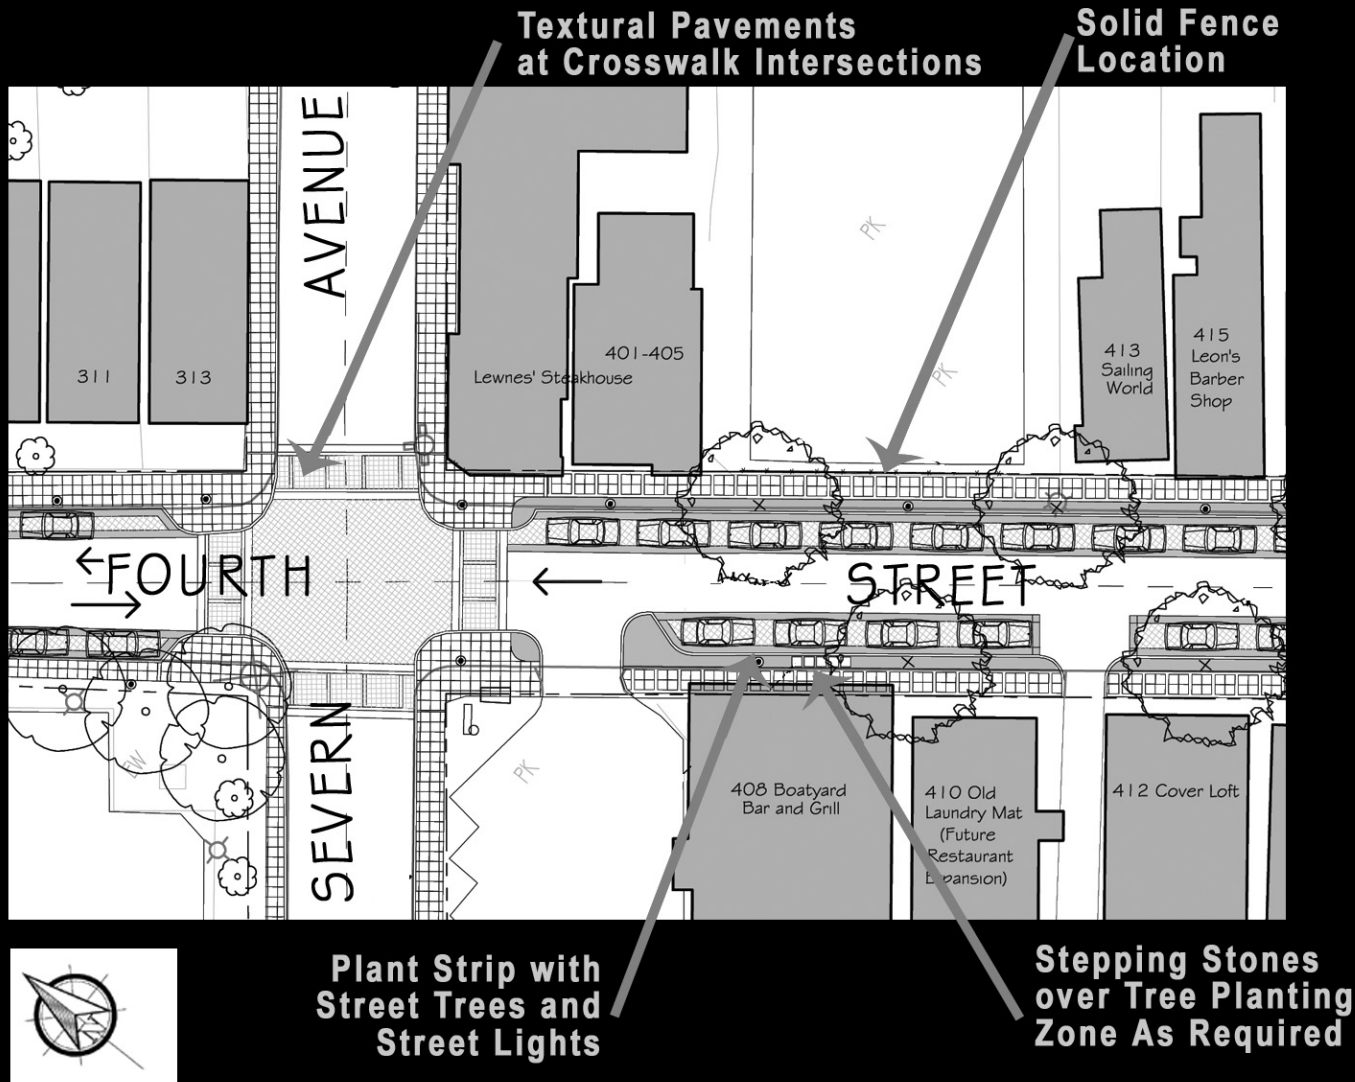 Textural Pavements
at Crosswalk Intersections
Solid Fence
Location
AVENUE
PK
PK
311
313
Lewnes' Steakhouse
401-405
413
Sailing
World
415
Leon's
Barber
Shop
FOURTH
STREET
SEVERN
EW
PK
408 Boatyard
Bar and Grill
410 Old
Laundry Mat
(Future
Restaurant
Expansion)
412 Cover Loft
Plant Strip with
Street Trees and
Street Lights
Stepping Stones
over Tree Planting
Zone As Required